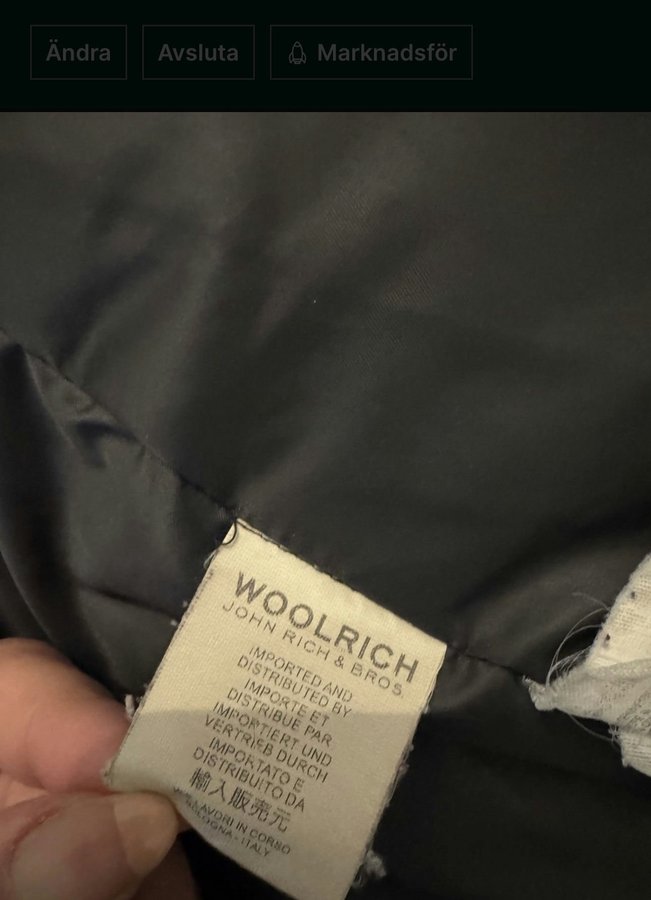 Ändra
Avsluta
Marknadsför
WOOLRICH
JOHN RICH & BROS.
IMPORTED AND
DISTRIBUTED BY
IMPORTE ET
DISTRIBUE PAR
IMPORTIERT UND
VERTRIEB DURCH
IMPORTATO E
DISTRIBUITO DA
輸入販売元
LAVORI IN CORSO
BOLOGNA - ITALY